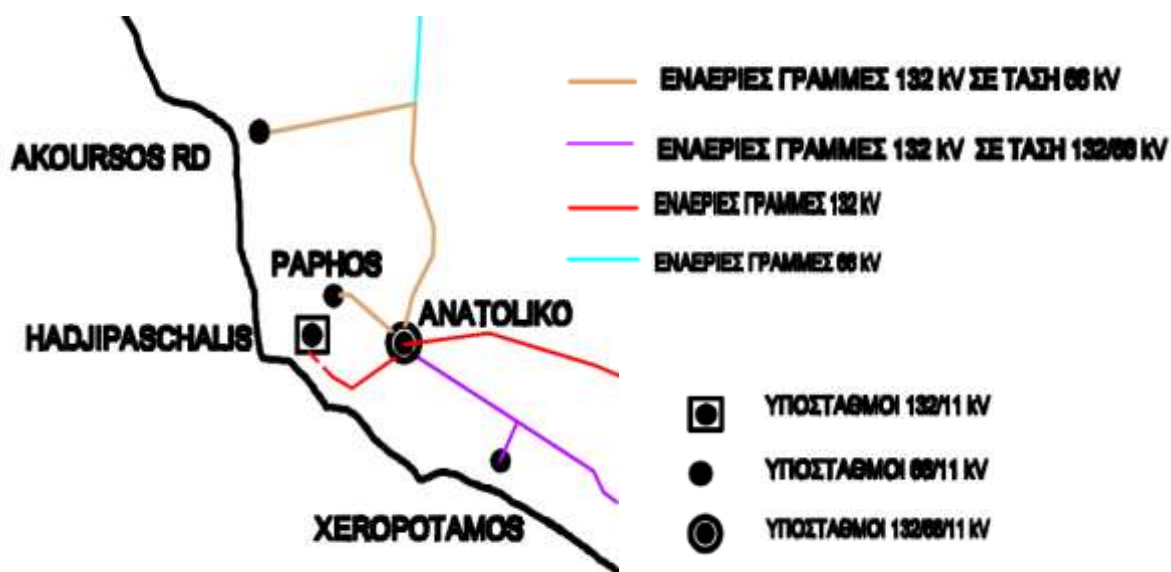 ΕΝΑΕΡΙΕΣ ΓΡΑΜΜΕΣ 132 kV ΣΕ ΤΑΣΗ 66 kV
AKOURSOS RD
ΕΝΑΕΡΙΕΣ ΓΡΑΜΜΕΣ 132 kV ΣΕ ΤΑΣΗ 132/66 kV
ΕΝΑΕΡΙΕΣ ΓΡΑΜΜΕΣ 132 kV
PAPHOS
ΕΝΑΕΡΙΕΣ ΓΡΑΜΜΕΣ 66 kV
ANATOLIKO
HADJIPASCHALIS
ΥΠΟΣΤΑΘΜΟΙ 132/11 kV
ΥΠΟΣΤΑΘΜΟΙ 66/11 kV
XEROPOTAMOS
ΥΠΟΣΤΑΘΜΟΙ 132/66/11 kV